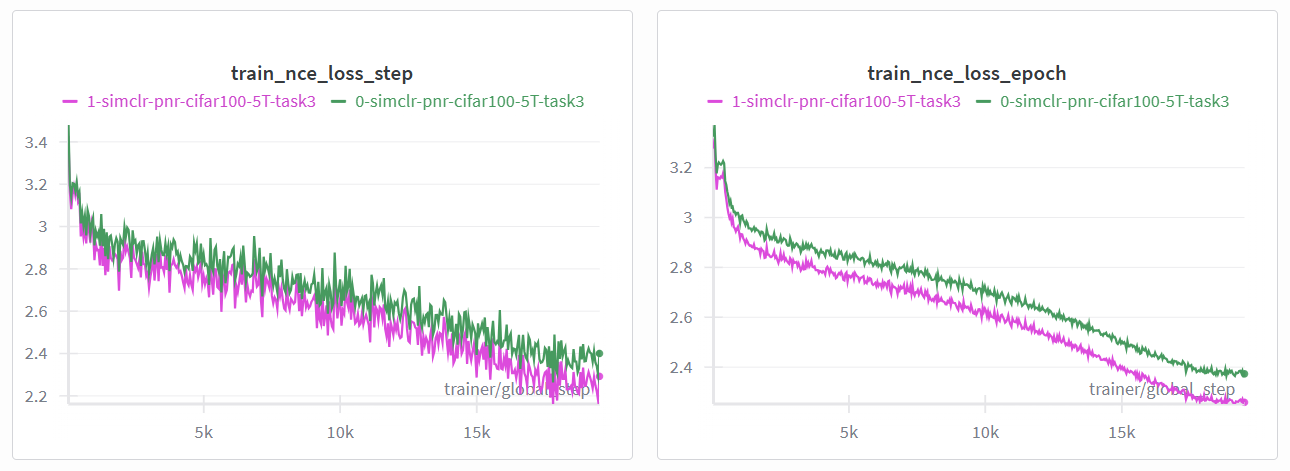 train_nce_loss_step
1-simclr-pnr-cifar100-5T-task3 0-simclr-pnr-cifar100-5T-task3
3.4
3.2
3
2.8
2.6
2.4
2.2
trainer/global_step
5k 10k 15k
train_nce_loss_epoch
1-simclr-pnr-cifar100-5T-task3 0-simclr-pnr-cifar100-5T-task3
3.2
3
2.8
2.6
2.4
trainer/global_step
5k 10k 15k